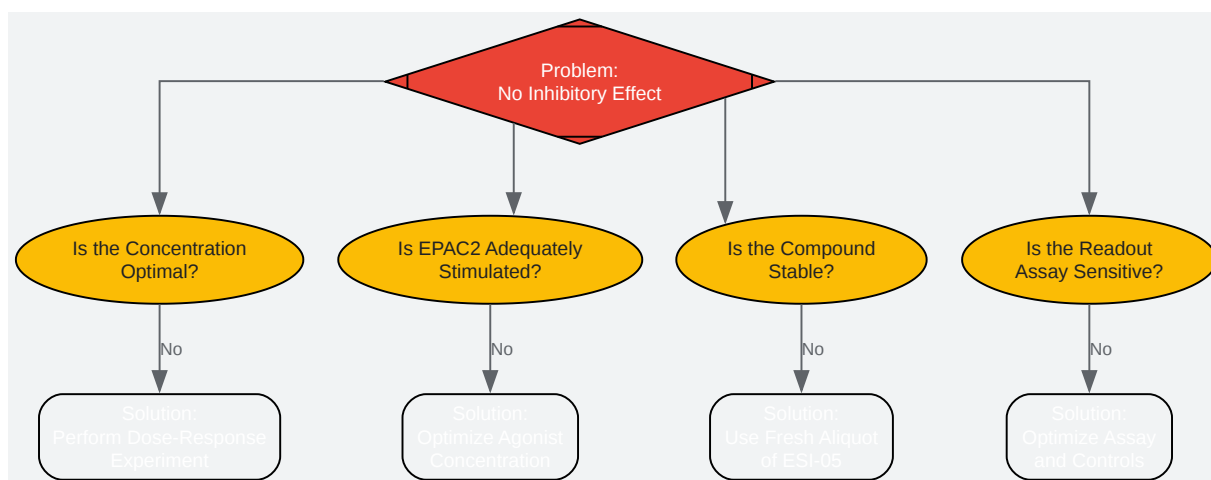 Problem:
No Inhibitory Effect
Is the Concentration
Optimal?
Is EPAC2 Adequately
Stimulated?
Is the Compound
Stable?
Is the Readout
Assay Sensitive?
No
No
No
No
Solution:
Perform Dose-Response
Experiment
Solution:
Optimize Agonist
Concentration
Solution:
Use Fresh Aliquot
of ESI-05
Solution:
Optimize Assay
and Controls